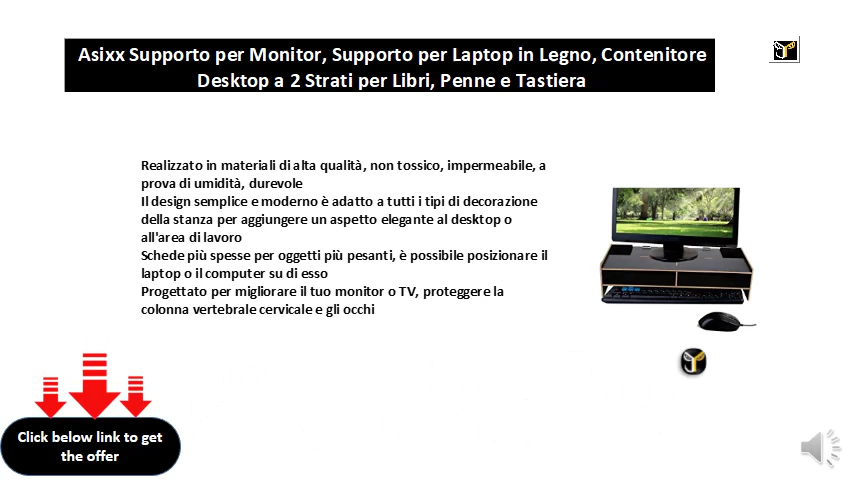 Asixx Supporto per Monitor, Supporto per Laptop in Legno, Contenitore
Desktop a 2 Strati per Libri, Penne e Tastiera
Realizzato in materiali di alta qualità, non tossico, impermeabile, a
prova di umidità, durevole
Il design semplice e moderno è adatto a tutti i tipi di decorazione
della stanza per aggiungere un aspetto elegante al desktop o
all'area di lavoro
Schede più spesse per oggetti più pesanti, è possibile posizionare il
laptop o il computer su di esso
Progettato per migliorare il tuo monitor o TV, proteggere la
colonna vertebrale cervicale e gli occhi
Click below link to get
the offer